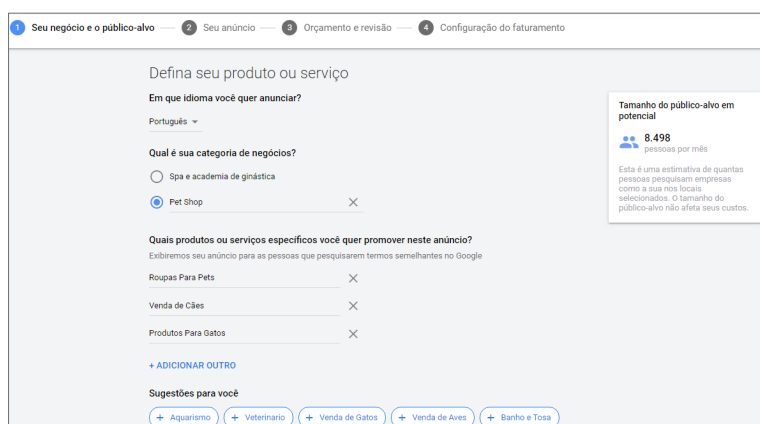 1 Seu negócio e o público-alvo 2 Seu anúncio 3 Orçamento e revisão 4 Configuração do faturamento
Defina seu produto ou serviço
Em que idioma você quer anunciar?
Português
Qual é sua categoria de negócios?
Spa e academia de ginástica
Pet Shop
Quais produtos ou serviços específicos você quer promover neste anúncio?
Exibiremos seu anúncio para as pessoas que pesquisarem termos semelhantes no Google
Roupas Para Pets
Venda de Cães
Produtos Para Gatos
+ ADICIONAR OUTRO
Sugestões para você
+ Aquarismo + Veterinario + Venda de Gatos + Venda de Aves + Banho e Tosa
Tamanho do público-alvo em
potencial
8.498
pessoas por mês
Esta é uma estimativa de quantas
pessoas pesquisam empresas
como a sua nos locais
selecionados. O tamanho do
público-alvo não afeta seus custos.